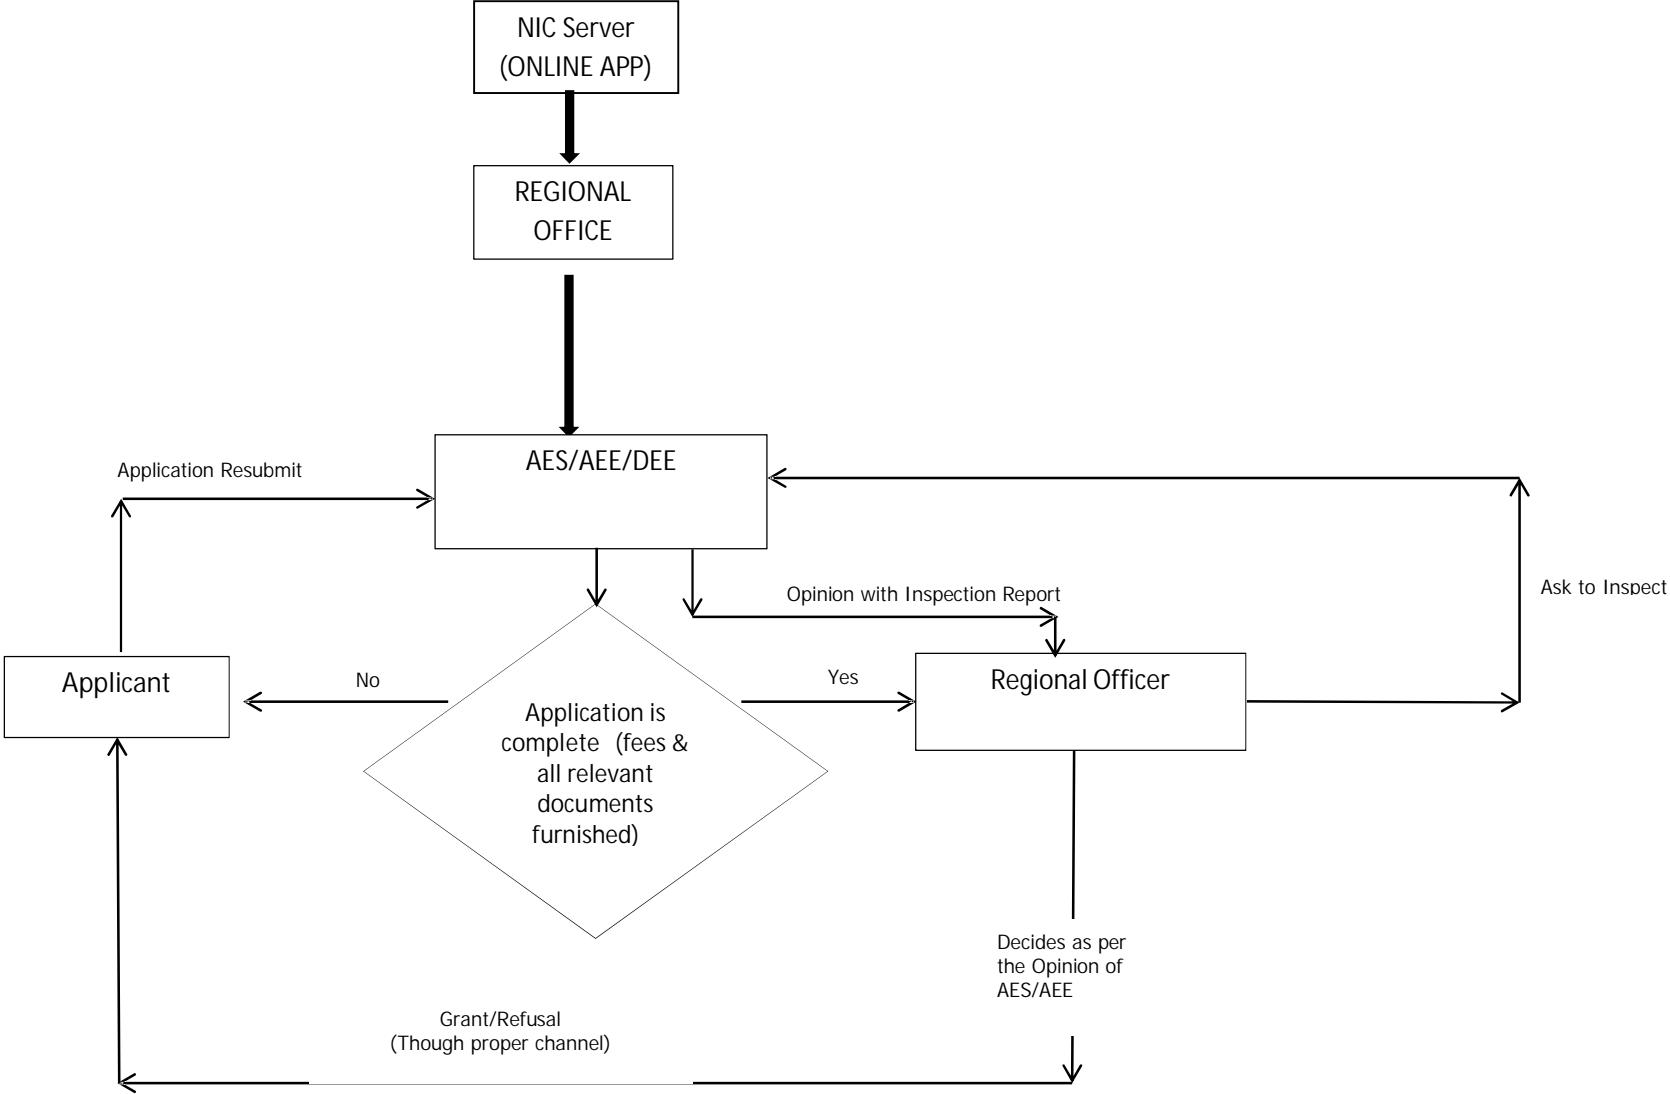 NIC Server
(ONLINE APP)
REGIONAL
OFFICE
AES/AEE/DEE
Application Resubmit
Ask to Inspect
Opinion with Inspection Report
Applicant
No
Yes
Regional Officer
Application is
complete (fees &
all relevant
documents
furnished)
Decides as per
the Opinion of
AES/AEE
Grant/Refusal
(Though proper channel)